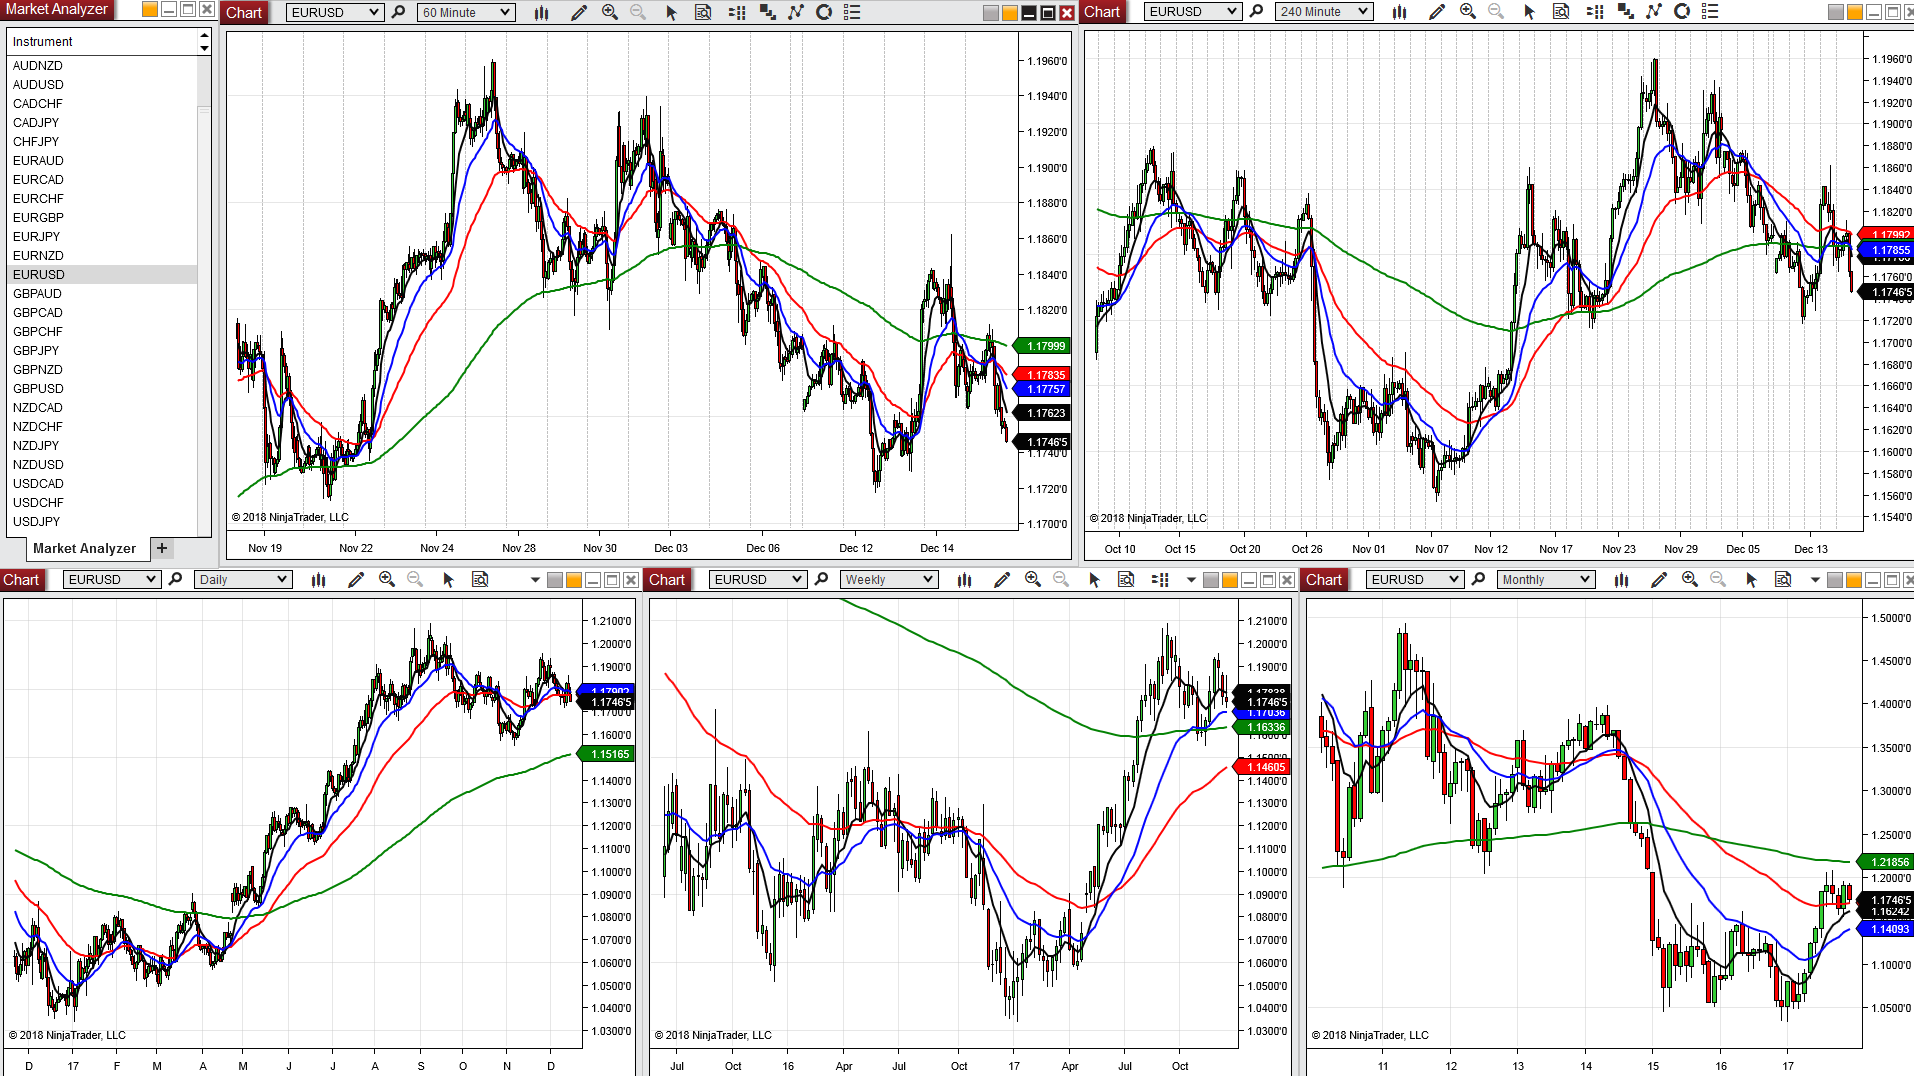 Market Analyzer
Instrument
AUDNZD
AUDUSD
CADCHF
CADJPY
CHFJPY
EURAUD
EURCAD
EURCHF
EURGBP
EURJPY
EURNZD
EURUSD
GBPAUD
GBPCAD
GBPCHF
GBPJPY
GBPNZD
GBPUSD
NZDCAD
NZDCHF
NZDJPY
NZDUSD
USDCAD
USDCHF
USDJPY
Market Analyzer +
Chart EURUSD 60 Minute
1.1960'0
1.1940'0
1.1920'0
1.1900'0
1.1880'0
1.1860'0
1.1840'0
1.1820'0
1.17999
1.17835
1.17757
1.17623
1.1746'5
1.1740'0
1.1720'0
1.1700'0
© 2018 NinjaTrader, LLC
Nov 19 Nov 22 Nov 24 Nov 28 Nov 30 Dec 03 Dec 06 Dec 12 Dec 14
Chart EURUSD 240 Minute
1.1960'0
1.1940'0
1.1920'0
1.1900'0
1.1880'0
1.1860'0
1.1840'0
1.1820'0
1.17992
1.17855
1.1760'0
1.1746'5
1.1720'0
1.1700'0
1.1680'0
1.1660'0
1.1640'0
1.1620'0
1.1600'0
1.1580'0
1.1560'0
1.1540'0
© 2018 NinjaTrader, LLC
Oct 10 Oct 15 Oct 20 Oct 26 Nov 01 Nov 07 Nov 12 Nov 17 Nov 23 Nov 29 Dec 05 Dec 13
Chart EURUSD Daily
1.2100'0
1.2000'0
1.1900'0
1.17902
1.1746'5
1.1700'0
1.1600'0
1.15165
1.1400'0
1.1300'0
1.1200'0
1.1100'0
1.1000'0
1.0900'0
1.0800'0
1.0700'0
1.0600'0
1.0500'0
1.0400'0
1.0300'0
© 2018 NinjaTrader, LLC
D 17 F M A M J J A S O N D
Chart EURUSD Weekly
1.2100'0
1.2000'0
1.1900'0
1.17838
1.1746'5
1.17036
1.16336
1.1600'0
1.1500'0
1.14605
1.1400'0
1.1300'0
1.1200'0
1.1100'0
1.1000'0
1.0900'0
1.0800'0
1.0700'0
1.0600'0
1.0500'0
1.0400'0
1.0300'0
© 2018 NinjaTrader, LLC
Jul Oct 16 Apr Jul Oct 17 Apr Jul Oct
Chart EURUSD Monthly
1.5000'0
1.4500'0
1.4000'0
1.3500'0
1.3000'0
1.2500'0
1.21856
1.2000'0
1.1746'5
1.16242
1.14093
1.1000'0
1.0500'0
© 2018 NinjaTrader, LLC
11 12 13 14 15 16 17